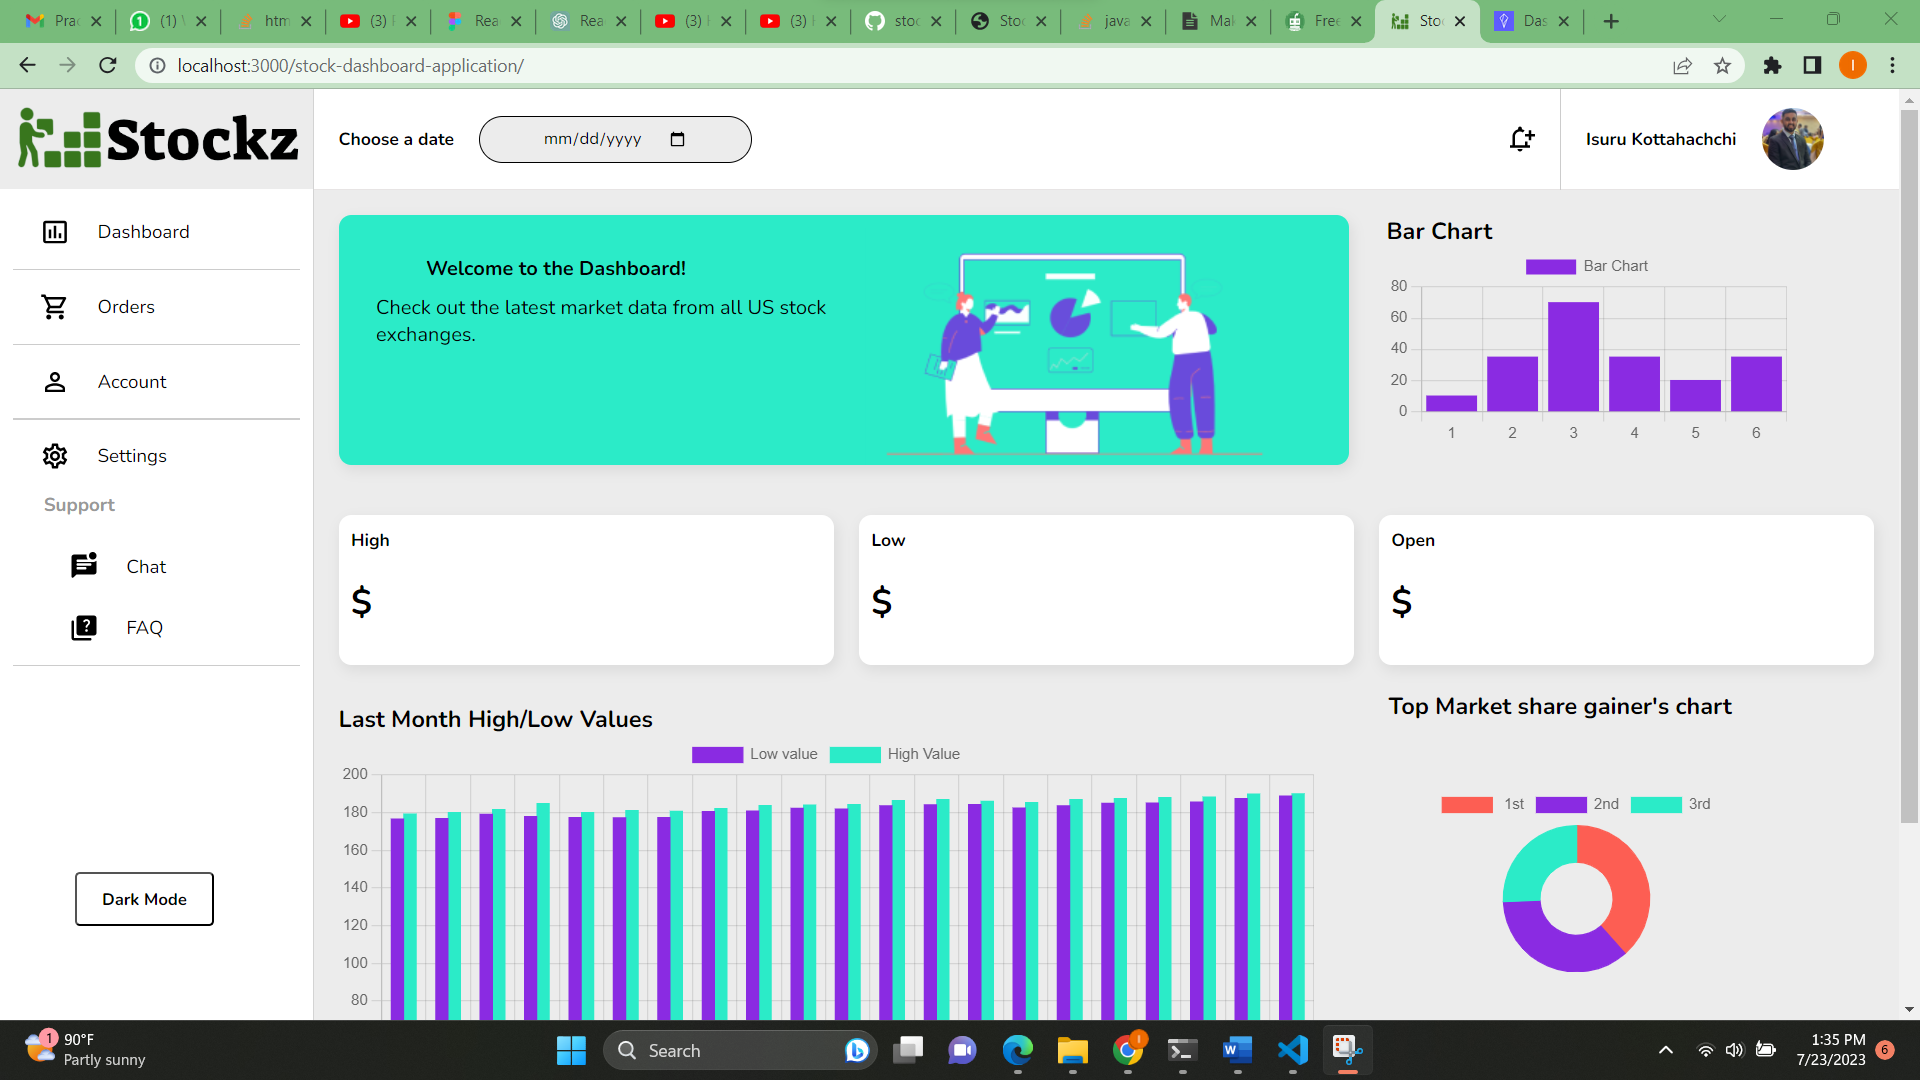 Prac
(1) W
htm
(3) F
Rea
Rea
(3) H
(3) H
stoc
Stoc
java
Mak
Free
Stoc
Das
localhost:3000/stock-dashboard-application/
I
Stockz
Choose a date
mm/dd/yyyy
Isuru Kottahachchi
Dashboard
Orders
Account
Settings
Support
Chat
FAQ
Dark Mode
Welcome to the Dashboard!
Check out the latest market data from all US stock
exchanges.
Bar Chart
Bar Chart
80
60
40
20
0
1 2 3 4 5 6
High
$
Low
$
Open
$
Last Month High/Low Values
Low value High Value
200
180
160
140
120
100
80
Top Market share gainer's chart
1st 2nd 3rd
1
90°F
Partly sunny
Search
1:35 PM
7/23/2023
6